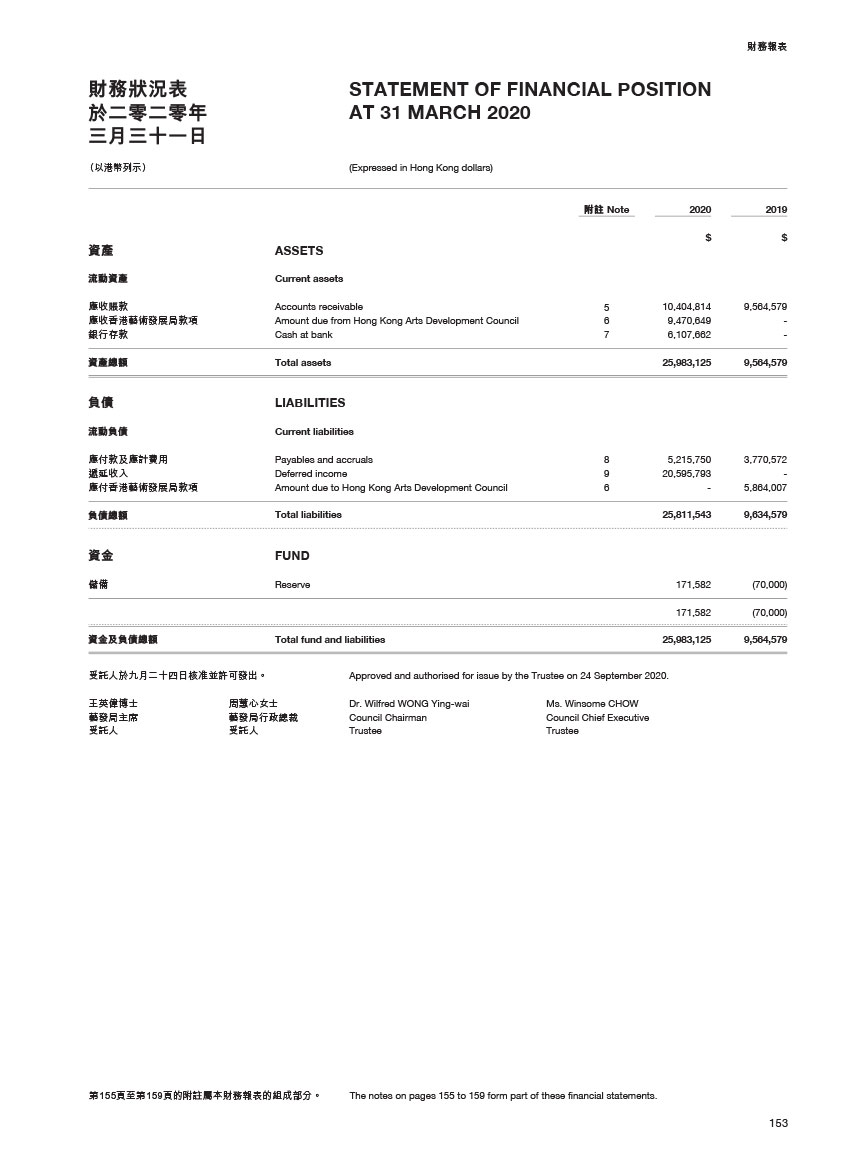 財務報表
財務狀況表
於二零二零年
三月三十一日
STATEMENT OF FINANCIAL POSITION
AT 31 MARCH 2020
（以港幣列示）
(Expressed in Hong Kong dollars)
附註 Note 2020 2019
$ $
資產 ASSETS
流動資產 Current assets
應收賬款 Accounts receivable 5 10,404,814 9,564,579
應收香港藝術發展局款項 Amount due from Hong Kong Arts Development Council 6 9,470,649 -
銀行存款 Cash at bank 7 6,107,662 -
資產總額 Total assets 25,983,125 9,564,579
負債 LIABILITIES
流動負債 Current liabilities
應付款及應計費用 Payables and accruals 8 5,215,750 3,770,572
遞延收入 Deferred income 9 20,595,793 -
應付香港藝術發展局款項 Amount due to Hong Kong Arts Development Council 6 - 5,864,007
負債總額 Total liabilities 25,811,543 9,634,579
資金 FUND
儲備 Reserve 171,582 (70,000)
171,582 (70,000)
資金及負債總額 Total fund and liabilities 25,983,125 9,564,579
受託人於九月二十四日核准並許可發出。 Approved and authorised for issue by the Trustee on 24 September 2020.
王英偉博士 周蕙心女士 Dr. Wilfred WONG Ying-wai Ms. Winsome CHOW
藝發局主席 藝發局行政總裁 Council Chairman Council Chief Executive
受託人 受託人 Trustee Trustee
第155頁至第159頁的附註屬本財務報表的組成部分。 The notes on pages 155 to 159 form part of these financial statements.
153